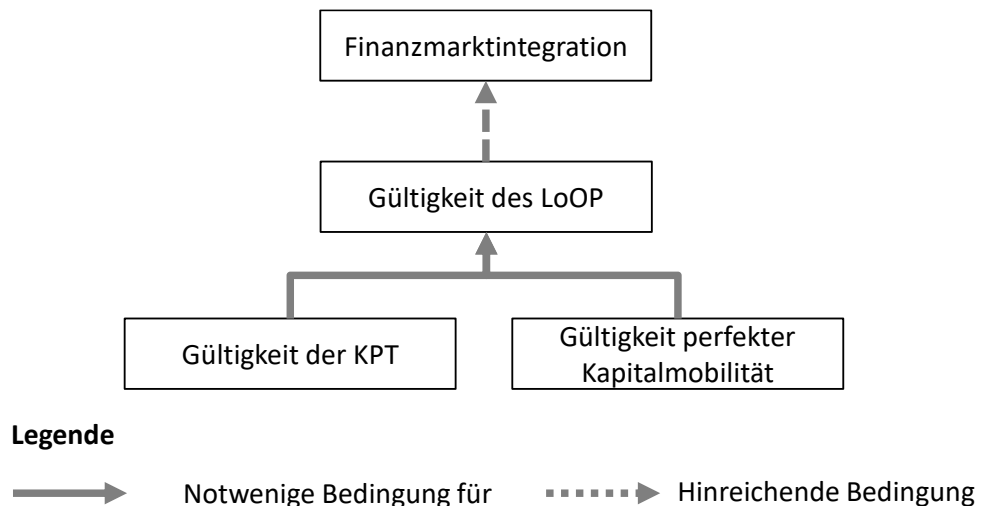 Finanzmarktintegration
Gültigkeit des LoOP
Gültigkeit der KPT
Gültigkeit perfekter
Kapitalmobilität
Legende
Notwenige Bedingung für
Hinreichende Bedingung